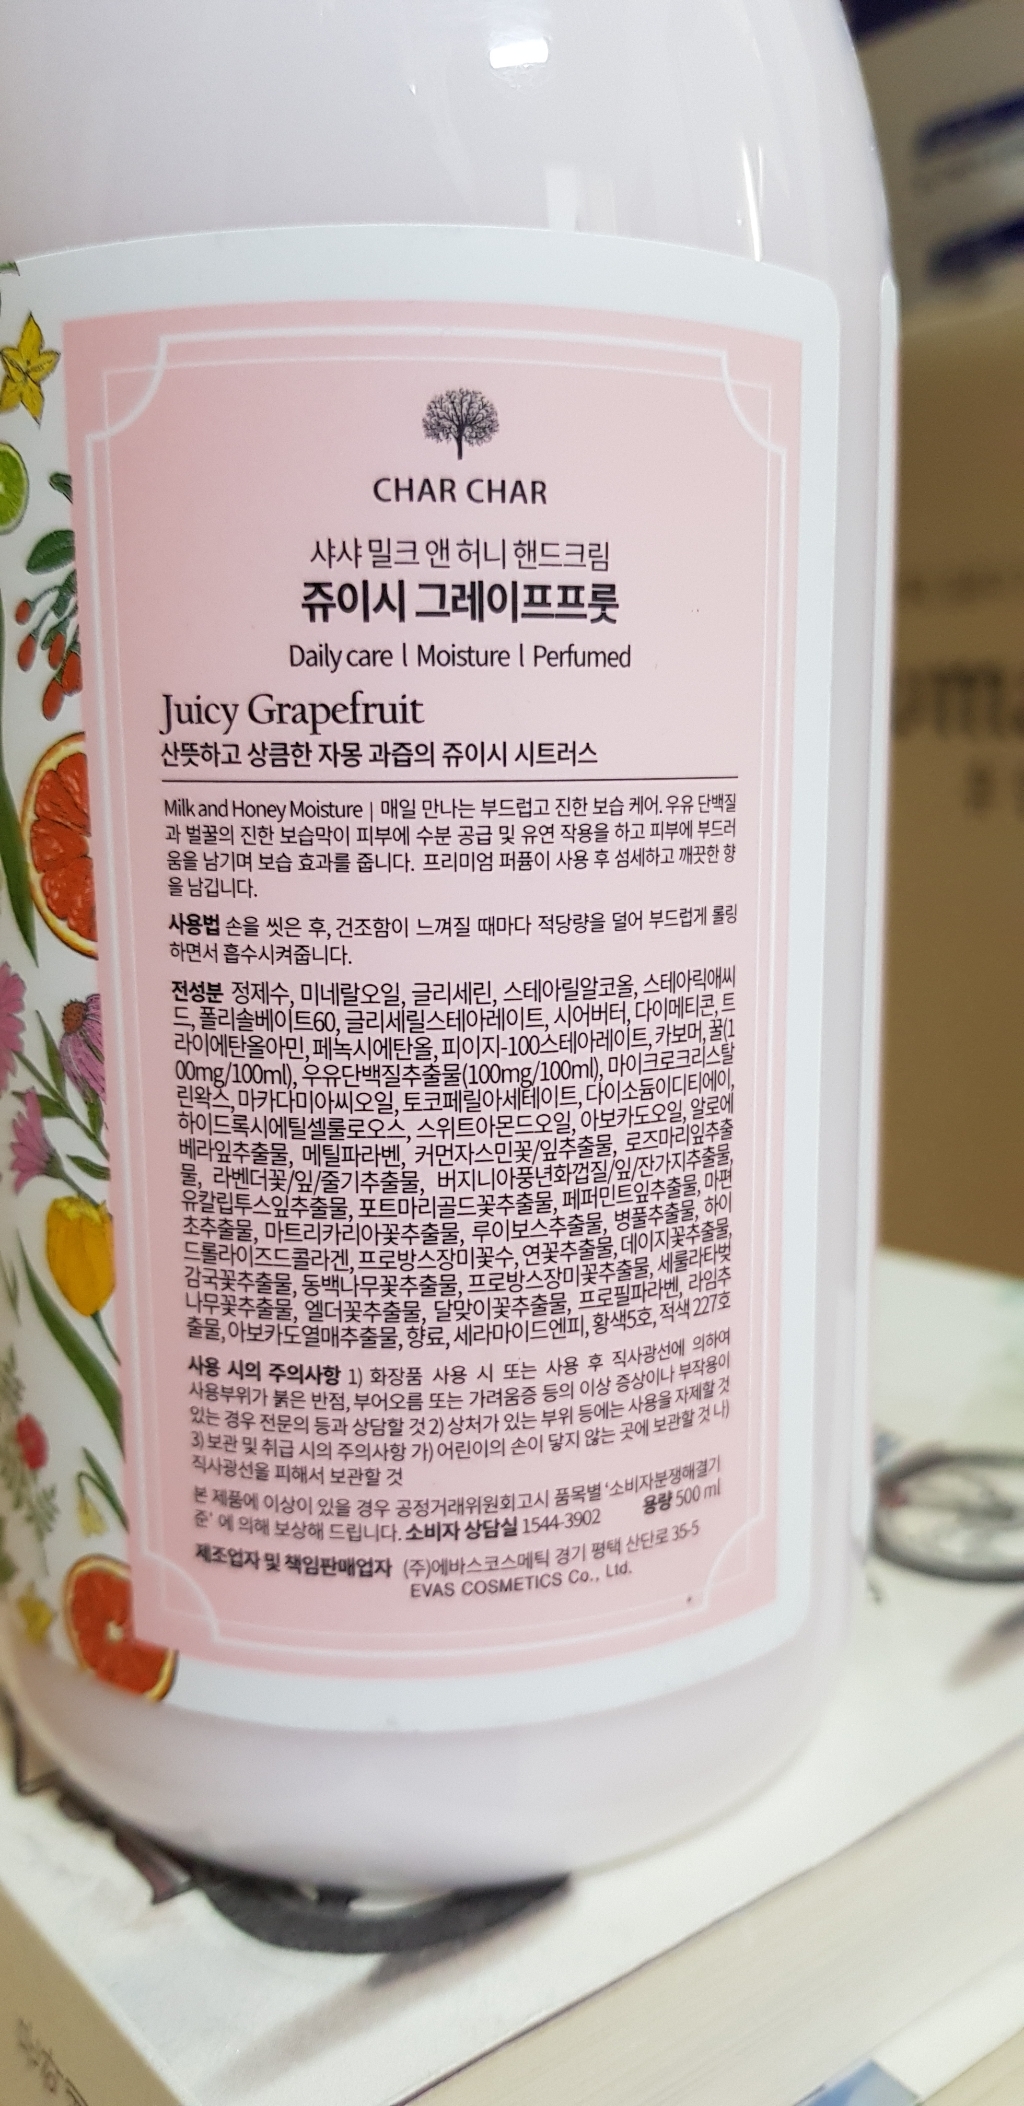 CHAR CHAR
샤샤 밀크 앤 허니 핸드크림
쥬이시 그레이프프룻
Daily care l Moisture l Perfumed
Juicy Grapefruit
산뜻하고 상큼한 자몽 과즙의 쥬이시 시트러스
Milk and Honey Moisture | 매일 만나는 부드럽고 진한 보습 케어. 우유 단백질
과 벌꿀의 진한 보습막이 피부에 수분 공급 및 유연 작용을 하고 피부에 부드러
움을 남기며 보습 효과를 줍니다. 프리미엄 퍼퓸이 사용 후 섬세하고 깨끗한 향
을 남깁니다.
사용법 손을 씻은 후, 건조함이 느껴질 때마다 적당량을 덜어 부드럽게 롤링
하면서 흡수시켜줍니다.
전성분 정제수, 미네랄오일, 글리세린, 스테아릴알코올, 스테아릭애씨
드, 폴리솔베이트60, 글리세릴스테아레이트, 시어버터, 다이메티콘, 트
라이에탄올아민, 페녹시에탄올, 피이지-100스테아레이트, 카보머, 꿀(1
00mg/100ml), 우유단백질추출물(100mg/100ml), 마이크로크리스탈
린왁스, 마카다미아씨오일, 토코페릴아세테이트, 다이소듐이디티에이,
하이드록시에틸셀룰로오스, 스위트아몬드오일, 아보카도오일, 알로에
베라잎추출물, 메틸파라벤, 커먼자스민꽃/잎추출물, 로즈마리잎추출
물, 라벤더꽃/잎/줄기추출물, 버지니아풍년화껍질/잎/잔가지추출물,
유칼립투스잎추출물, 포트마리골드꽃추출물, 페퍼민트잎추출물, 마편
초추출물, 마트리카리아꽃추출물, 루이보스추출물, 병풀추출물, 하이
드롤라이즈드콜라겐, 프로방스장미꽃수, 연꽃추출물, 데이지꽃추출물,
감국꽃추출물, 동백나무꽃추출물, 프로방스장미꽃추출물, 세룰라타벚
나무꽃추출물, 엘더꽃추출물, 달맞이꽃추출물, 프로필파라벤, 라임추
출물, 아보카도열매추출물, 향료, 세라마이드엔피, 황색5호, 적색227호
사용 시의 주의사항 1) 화장품 사용 시 또는 사용 후 직사광선에 의하여
사용부위가 붉은 반점, 부어오름 또는 가려움증 등의 이상 증상이나 부작용이
있는 경우 전문의 등과 상담할 것 2) 상처가 있는 부위 등에는 사용을 자제할 것
3) 보관 및 취급 시의 주의사항 가) 어린이의 손이 닿지 않는 곳에 보관할 것 나)
직사광선을 피해서 보관할 것
본 제품에 이상이 있을 경우 공정거래위원회고시 품목별 '소비자분쟁해결기
준' 에 의해 보상해 드립니다. 소비자 상담실 1544-3902 용량 500 ml
제조업자 및 책임판매업자 (주)에바스코스메틱 경기 평택 산단로 35-5
EVAS COSMETICS Co., Ltd.